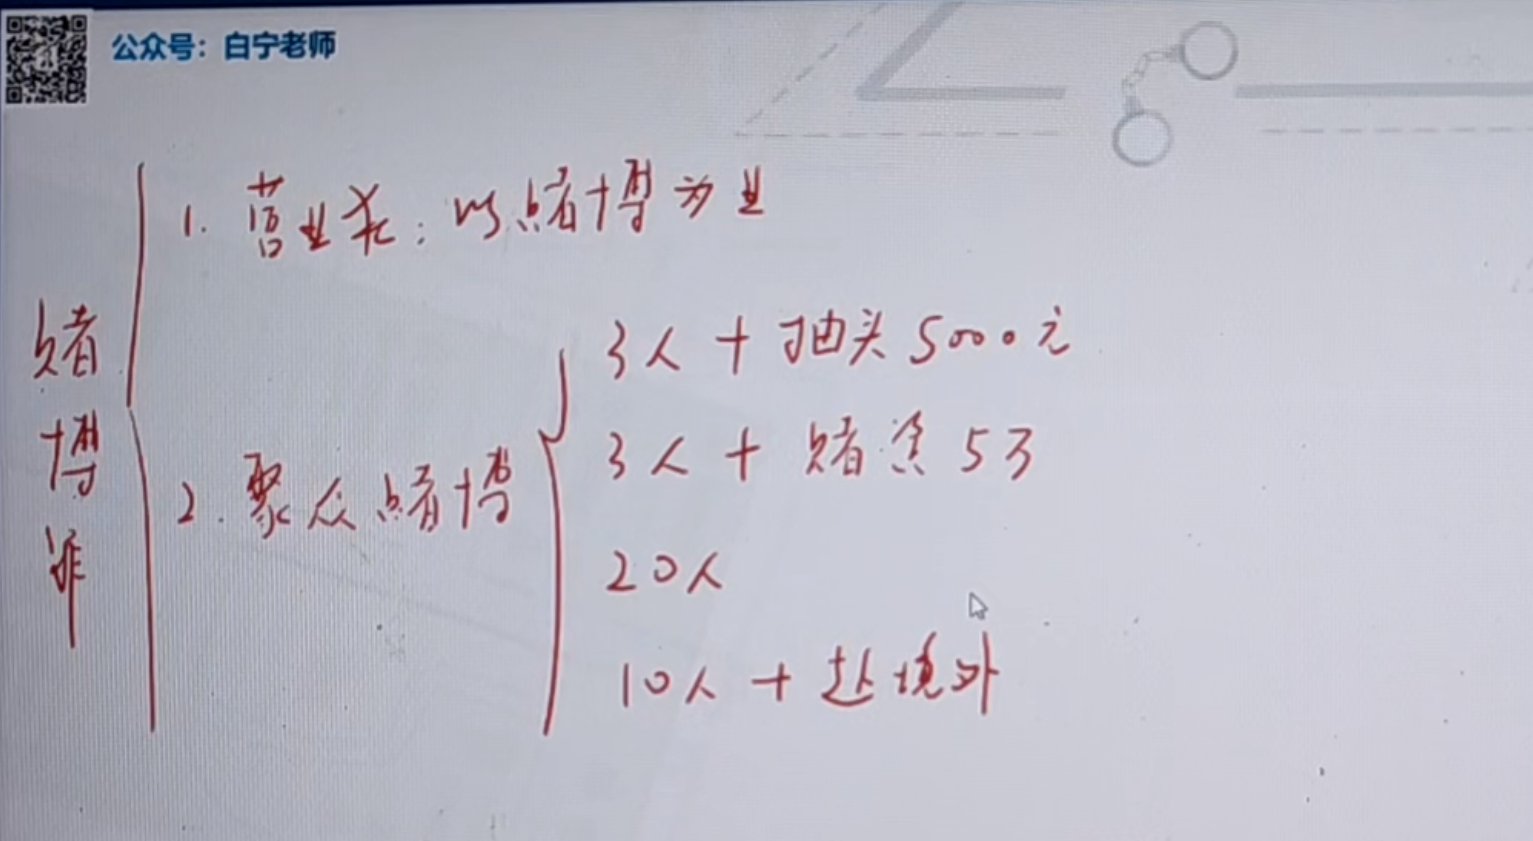 公众号：白宁老师
赌博罪
1. 营业犯：以赌博为业
2. 聚众赌博
3人 + 抽头5000元
3人 + 赌资5万
20人
10人 + 赴境外